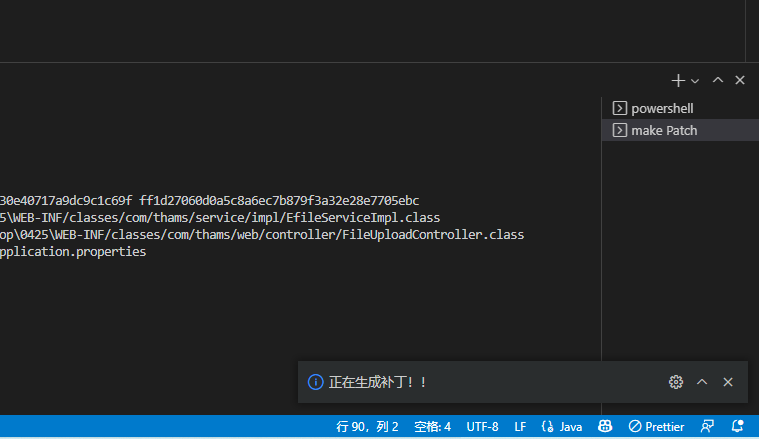 powershell
make Patch
30e40717a9dc9c1c69f ff1d27060d0a5c8a6ec7b879f3a32e28e7705ebc
5\WEB-INF/classes/com/thams/service/impl/EfileServiceImpl.class
op\0425\WEB-INF/classes/com/thams/web/controller/FileUploadController.class
pplication.properties
正在生成补丁！！
行 90，列 2 空格: 4 UTF-8 LF Java Prettier